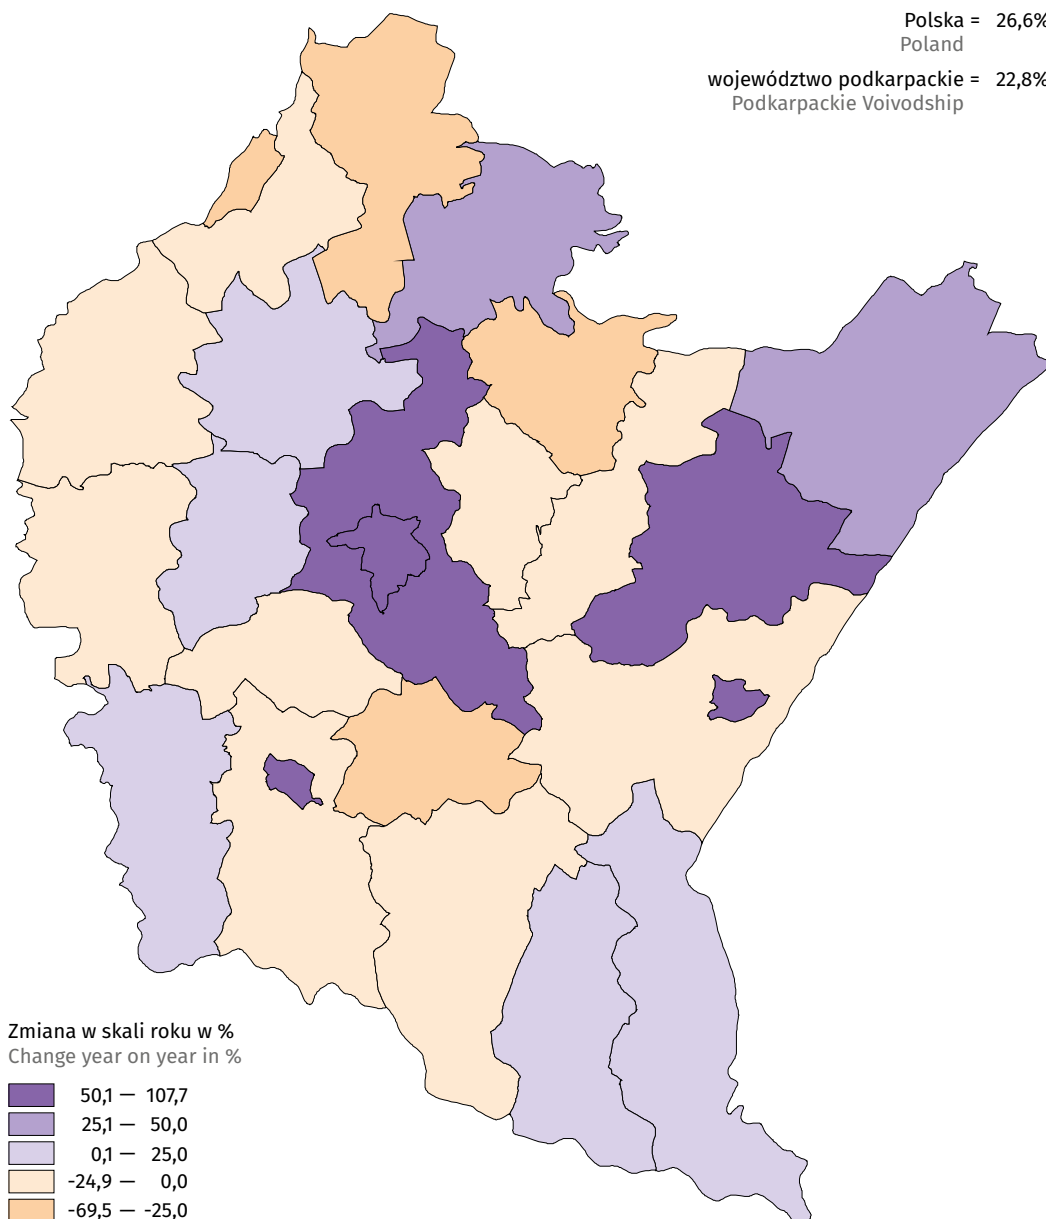 Polska = 26,6%
Poland
województwo podkarpackie = 22,8%
Podkarpackie Voivodship
Zmiana w skali roku w %
Change year on year in %
50,1 — 107,7
25,1 — 50,0
0,1 — 25,0
-24,9 — 0,0
-69,5 — -25,0